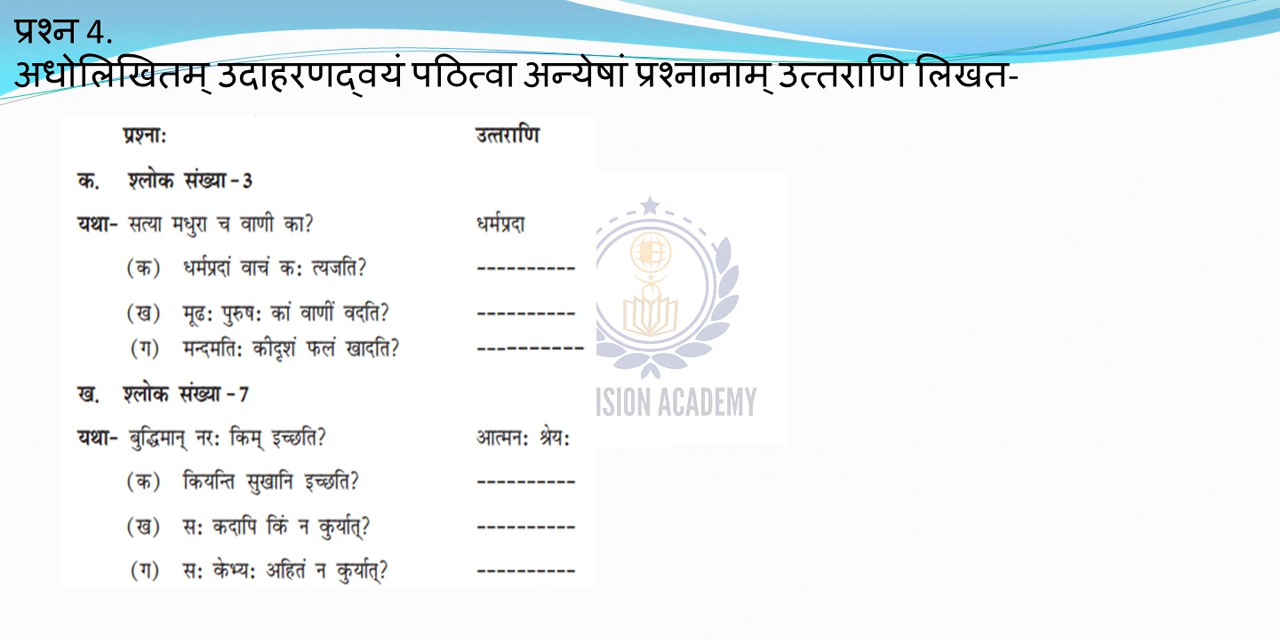 प्रश्न 4.
अधोलिखितम् उदाहरणद्वयं पठित्वा अन्येषां प्रश्नानाम् उत्तराणि लिखत-
प्रश्ना: उत्तराणि
क. श्लोक संख्या -3
यथा- सत्या मधुरा च वाणी का? धर्मप्रदा
(क) धर्मप्रदां वाचं क: त्यजति? ----------
(ख) मूढ: पुरुष: कां वाणीं वदति? ----------
(ग) मन्दमति: कीदृशं फलं खादति? -----------
ख. श्लोक संख्या -7
यथा- बुद्धिमान् नर: किम् इच्छति? आत्मन: श्रेय:
(क) कियन्ति सुखानि इच्छति? ----------
(ख) स: कदापि किं न कुर्यात्? ----------
(ग) स: केभ्य: अहितं न कुर्यात्? ----------
ISION ACADEMY